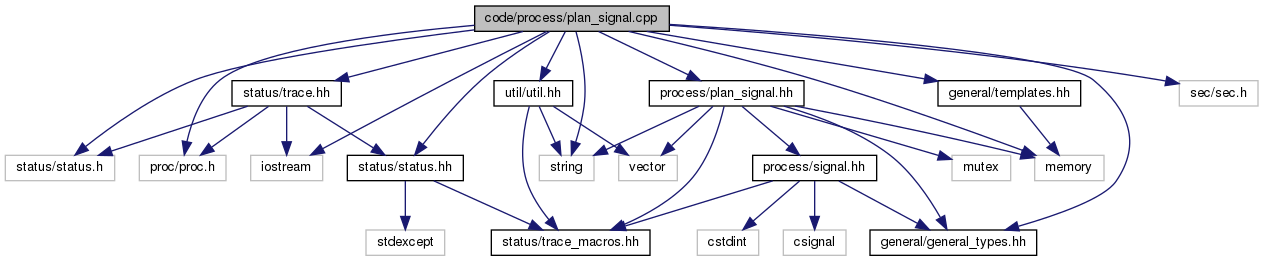 code/process/plan_signal.cpp
status/trace.hh
util/util.hh
process/plan_signal.hh
general/templates.hh
sec/sec.h
status/status.h
proc/proc.h
iostream
status/status.hh
string
vector
process/signal.hh
mutex
memory
stdexcept
status/trace_macros.hh
cstdint
csignal
general/general_types.hh